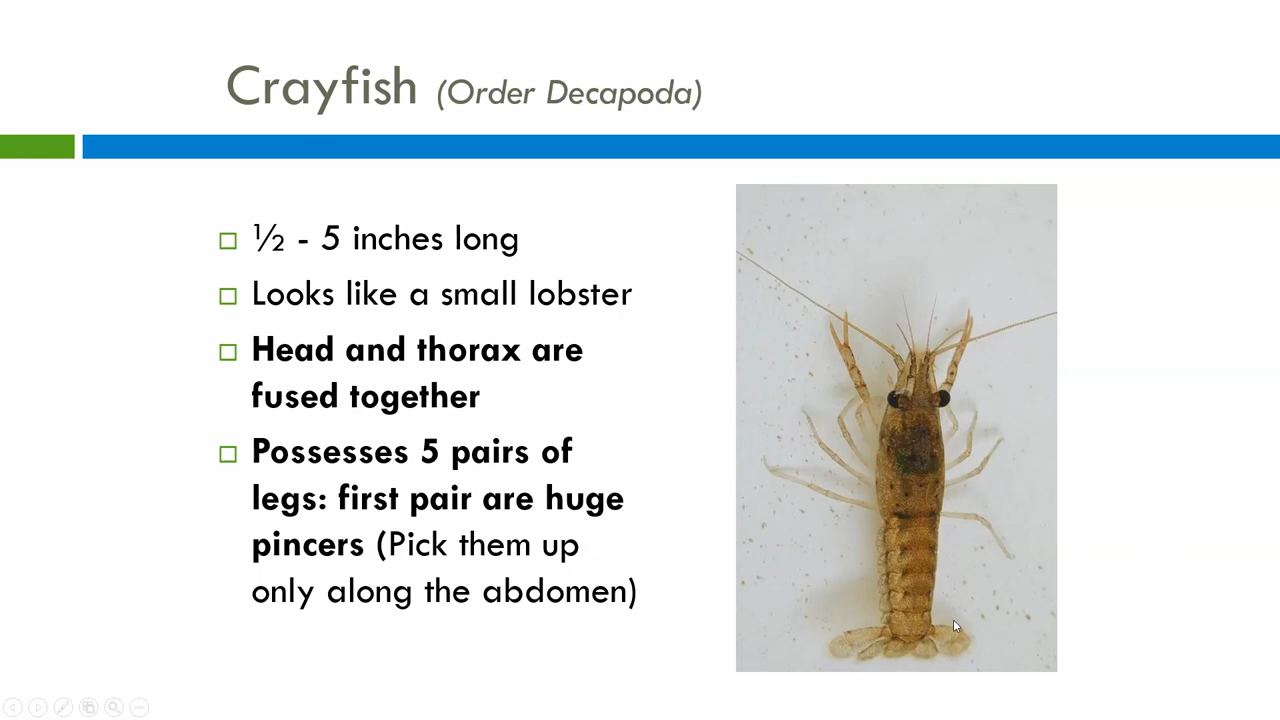 Crayfish (Order Decapoda)
½ - 5 inches long
Looks like a small lobster
Head and thorax are
fused together
Possesses 5 pairs of
legs: first pair are huge
pincers (Pick them up
only along the abdomen)